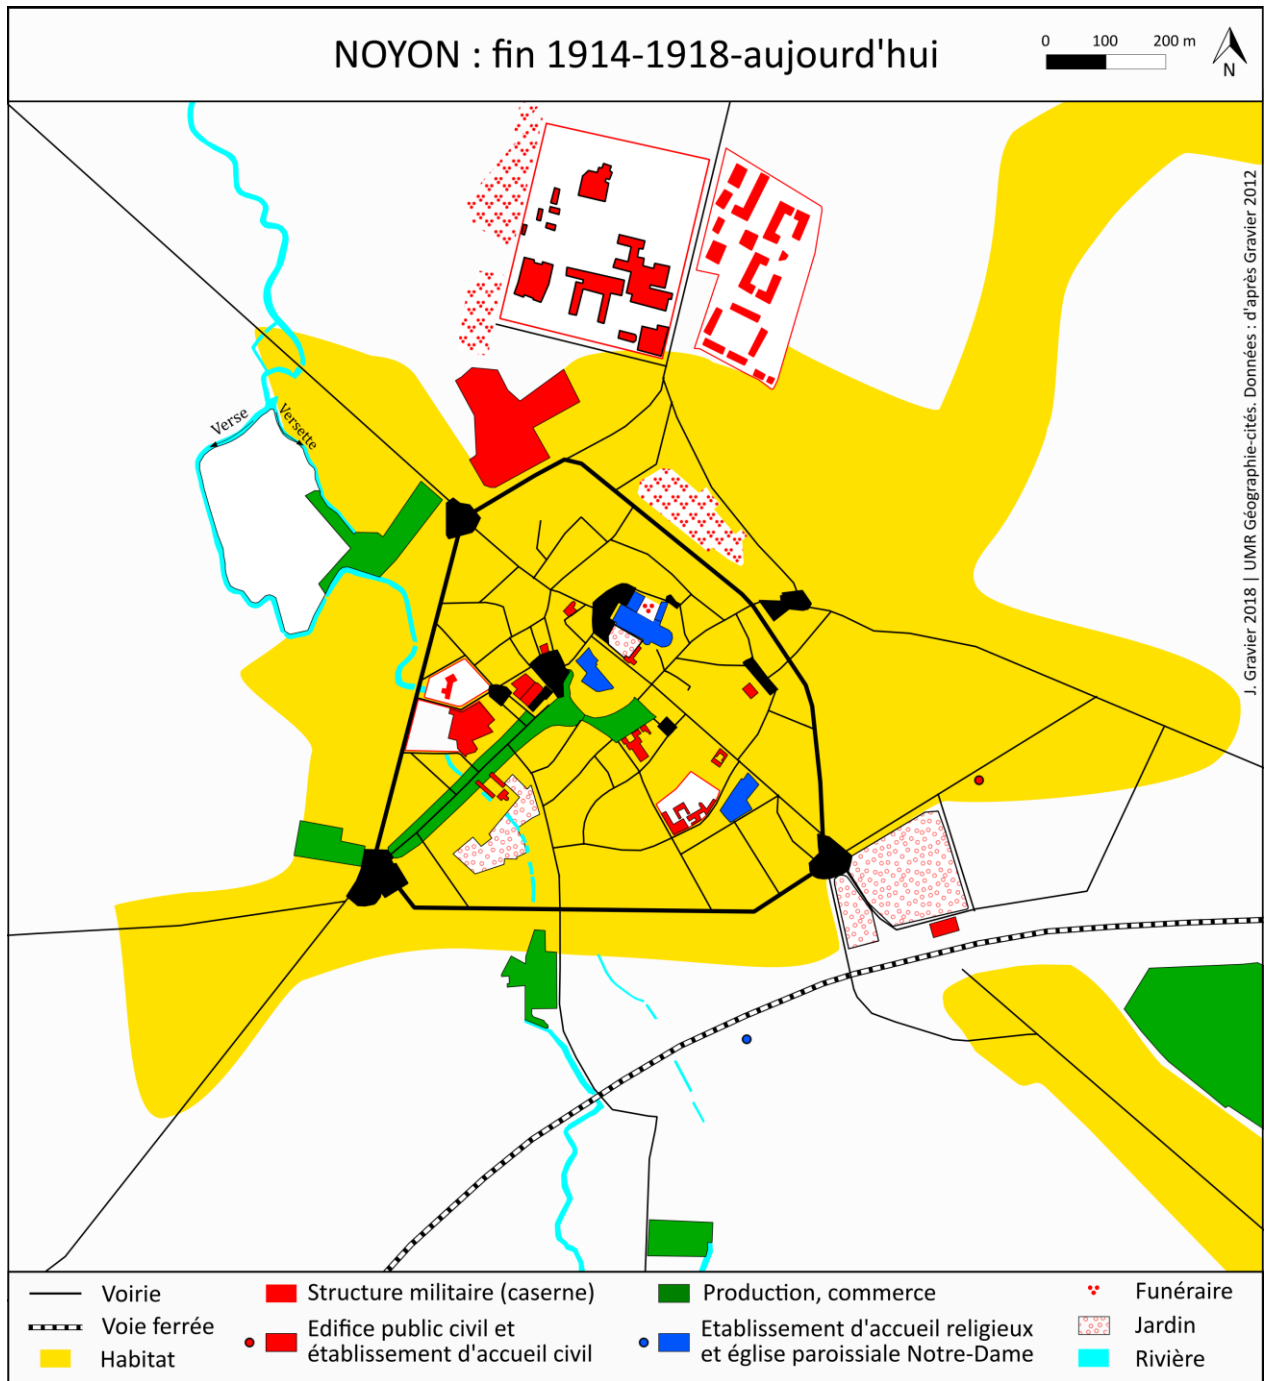 NOYON : fin 1914-1918-aujourd'hui
0 100 200 m
N
J. Gravier 2018 | UMR Géographie-cités. Données : d'après Gravier 2012
Verse
Versette
Voirie
Voie ferrée
Habitat
Structure militaire (caserne)
Edifice public civil et
établissement d'accueil civil
Production, commerce
Etablissement d'accueil religieux
et église paroissiale Notre-Dame
Funéraire
Jardin
Rivière